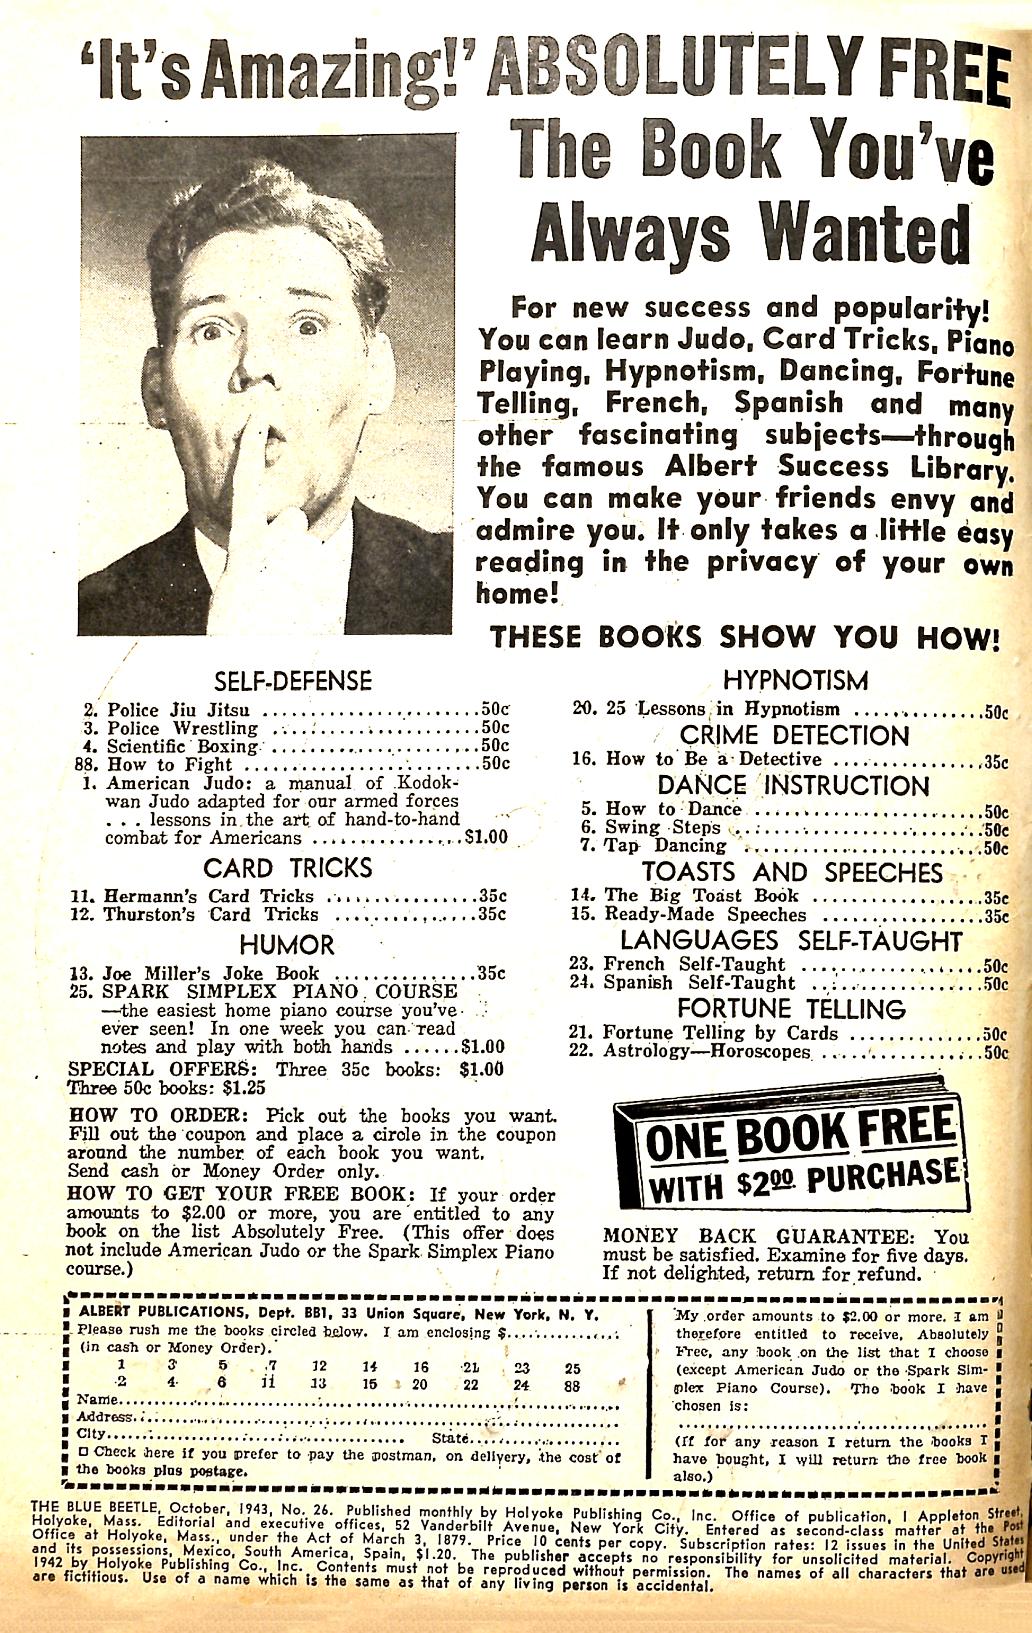 'It's Amazing!' ABSOLUTELY FREE
The Book You've
Always Wanted
For new success and popularity!
You can learn Judo, Card Tricks, Piano
Playing, Hypnotism, Dancing, Fortune
Telling, French, Spanish and many
other fascinating subjects—through
the famous Albert Success Library.
You can make your friends envy and
admire you. It only takes a little easy
reading in the privacy of your own
home!
THESE BOOKS SHOW YOU HOW!
SELF-DEFENSE
2. Police Jiu Jitsu ........................50c
3. Police Wrestling .......................50c
4. Scientific Boxing .......................50c
88. How to Fight ..........................50c
1. American Judo: a manual of Kodok-
wan Judo adapted for our armed forces
. . . lessons in the art of hand-to-hand
combat for Americans .................$1.00
CARD TRICKS
11. Hermann's Card Tricks .................35c
12. Thurston's Card Tricks ................35c
HUMOR
13. Joe Miller's Joke Book ................35c
25. SPARK SIMPLEX PIANO COURSE
—the easiest home piano course you've
ever seen! In one week you can read
notes and play with both hands ......$1.00
SPECIAL OFFERS: Three 35c books: $1.00
Three 50c books: $1.25
HOW TO ORDER: Pick out the books you want.
Fill out the coupon and place a circle in the coupon
around the number of each book you want.
Send cash or Money Order only.
HOW TO GET YOUR FREE BOOK: If your order
amounts to $2.00 or more, you are entitled to any
book on the list Absolutely Free. (This offer does
not include American Judo or the Spark Simplex Piano
course.)
HYPNOTISM
20. 25 Lessons in Hypnotism ...............50c
CRIME DETECTION
16. How to Be a Detective .................35c
DANCE INSTRUCTION
5. How to Dance ..........................50c
6. Swing Steps ............................50c
7. Tap Dancing ...........................50c
TOASTS AND SPEECHES
14. The Big Toast Book ...................35c
15. Ready-Made Speeches .................35c
LANGUAGES SELF-TAUGHT
23. French Self-Taught ....................50c
24. Spanish Self-Taught ...................50c
FORTUNE TELLING
21. Fortune Telling by Cards ..............50c
22. Astrology—Horoscopes .................50c
ONE BOOK FREE
WITH $2.00 PURCHASE
MONEY BACK GUARANTEE: You
must be satisfied. Examine for five days.
If not delighted, return for refund.
ALBERT PUBLICATIONS, Dept. BB1, 33 Union Square, New York, N. Y.
Please rush me the books circled below. I am enclosing $................
(in cash or Money Order).
1 3 5 7 12 14 16 21 23 25
2 4 6 11 13 15 20 22 24 88
Name..................................................
Address...............................................
City.................................... State....................
□ Check here if you prefer to pay the postman, on delivery, the cost of
the books plus postage.
My order amounts to $2.00 or more. I am
therefore entitled to receive, Absolutely
Free, any book on the list that I choose
(except American Judo or the Spark Sim-
plex Piano Course). The book I have
chosen is:
........................................
(If for any reason I return the books I
have bought, I will return the free book
also.)
THE BLUE BEETLE, October, 1943, No. 26. Published monthly by Holyoke Publishing Co., Inc. Office of publication, 1 Appleton Street,
Holyoke, Mass. Editorial and executive offices, 52 Vanderbilt Avenue, New York City. Entered as second-class matter at the Post
Office at Holyoke, Mass., under the Act of March 3, 1879. Price 10 cents per copy. Subscription rates: 12 issues in the United States
and its possessions, Mexico, South America, Spain, $1.20. The publisher accepts no responsibility for unsolicited material. Copyright
1942 by Holyoke Publishing Co., Inc. Contents must not be reproduced without permission. The names of all characters that are used
are fictitious. Use of a name which is the same as that of any living person is accidental.